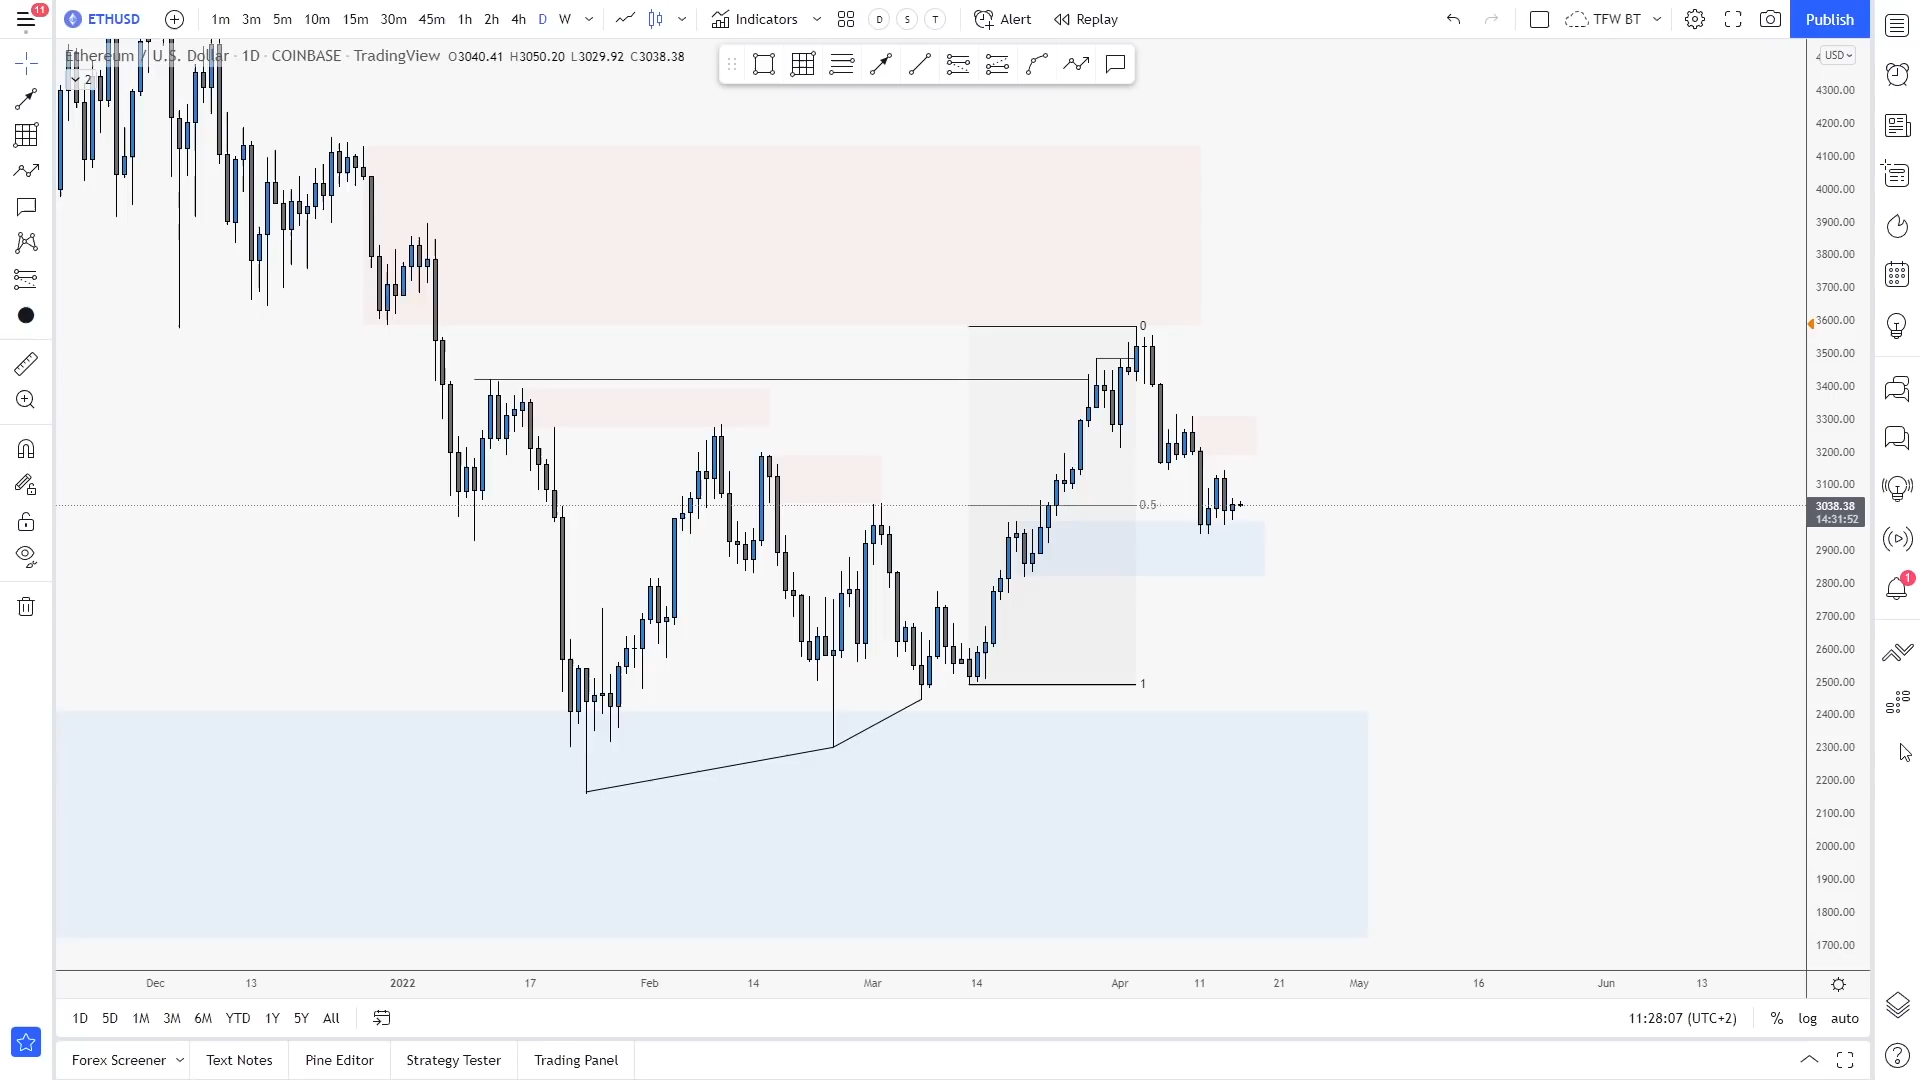 11
ETHUSD
1m 3m 5m 10m 15m 30m 45m 1h 2h 4h D W
Indicators
D S T
Alert
Replay
TFW BT
Publish
Ethereum / U.S. Dollar · 1D · COINBASE · TradingView O3040.41 H3050.20 L3029.92 C3038.38
USD
2
4300.00
4200.00
4100.00
4000.00
3900.00
3800.00
3700.00
3600.00
3500.00
3400.00
3300.00
3200.00
3100.00
3038.38
14:31:52
2900.00
2800.00
2700.00
2600.00
2500.00
2400.00
2300.00
2200.00
2100.00
2000.00
1900.00
1800.00
1700.00
0
0.5
1
1
Dec 13 2022 17 Feb 14 Mar 14 Apr 11 21 May 16 Jun 13
1D 5D 1M 3M 6M YTD 1Y 5Y All
11:28:07 (UTC+2) % log auto
Forex Screener Text Notes Pine Editor Strategy Tester Trading Panel